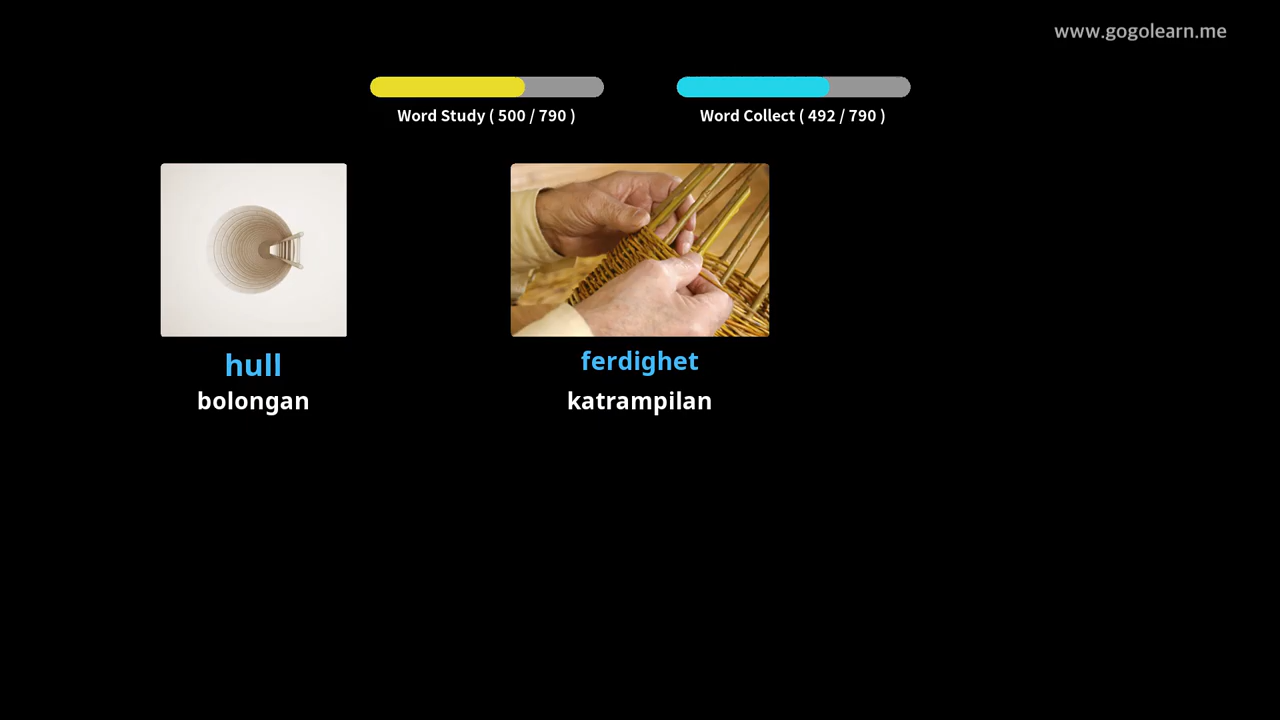 www.gogolearn.me
Word Study ( 500 / 790 )
Word Collect ( 492 / 790 )
hull
bolongan
ferdighet
katrampilan